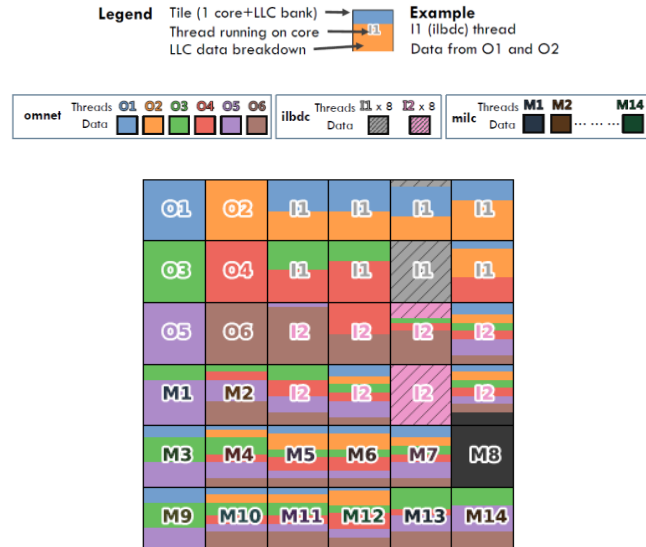 Legend
Tile (1 core+LLC bank)
Thread running on core
LLC data breakdown
I1
Example
I1 (ilbdc) thread
Data from O1 and O2
omnet Threads O1 O2 O3 O4 O5 O6
Data
ilbdc Threads I1 x 8 I2 x 8
Data
milc Threads M1 M2 M14
Data ... ... ...
O1 O2 I1 I1 I1 I1
O3 O4 I1 I1 I1 I1
O5 O6 I2 I2 I2 I2
M1 M2 I2 I2 I2 I2
M3 M4 M5 M6 M7 M8
M9 M10 M11 M12 M13 M14